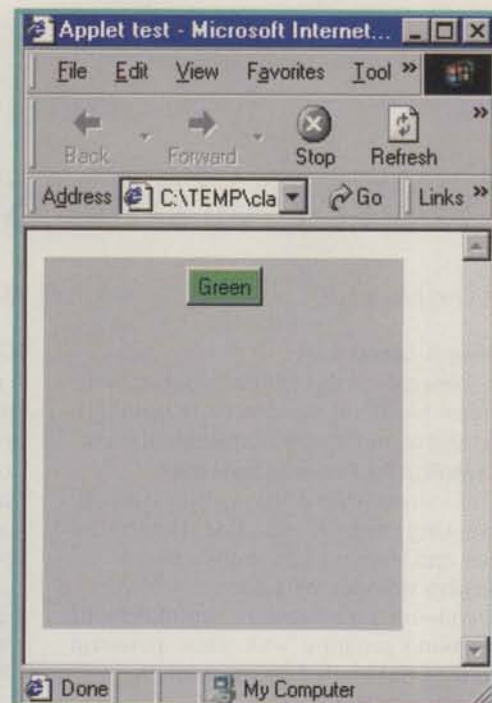 Applet test - Microsoft Internet...
File Edit View Favorites Tool »
Back Forward Stop Refresh »
Address C:\TEMP\cla Go Links »
Green
Done My Computer